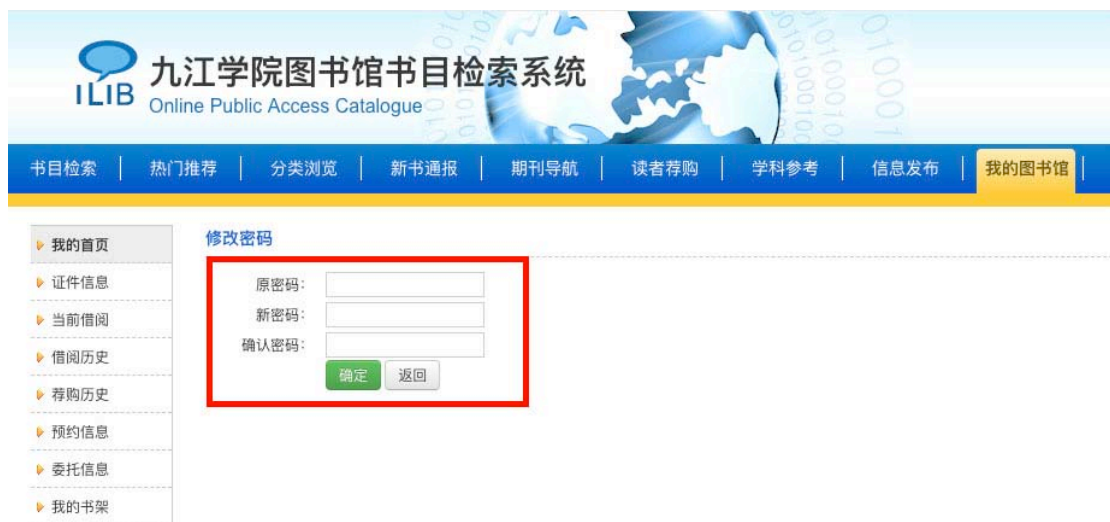 ILIB
九江学院图书馆书目检索系统
Online Public Access Catalogue
书目检索 热门推荐 分类浏览 新书通报 期刊导航 读者荐购 学科参考 信息发布 我的图书馆
我的首页
证件信息
当前借阅
借阅历史
荐购历史
预约信息
委托信息
我的书架
修改密码
原密码：
新密码：
确认密码：
确定 返回